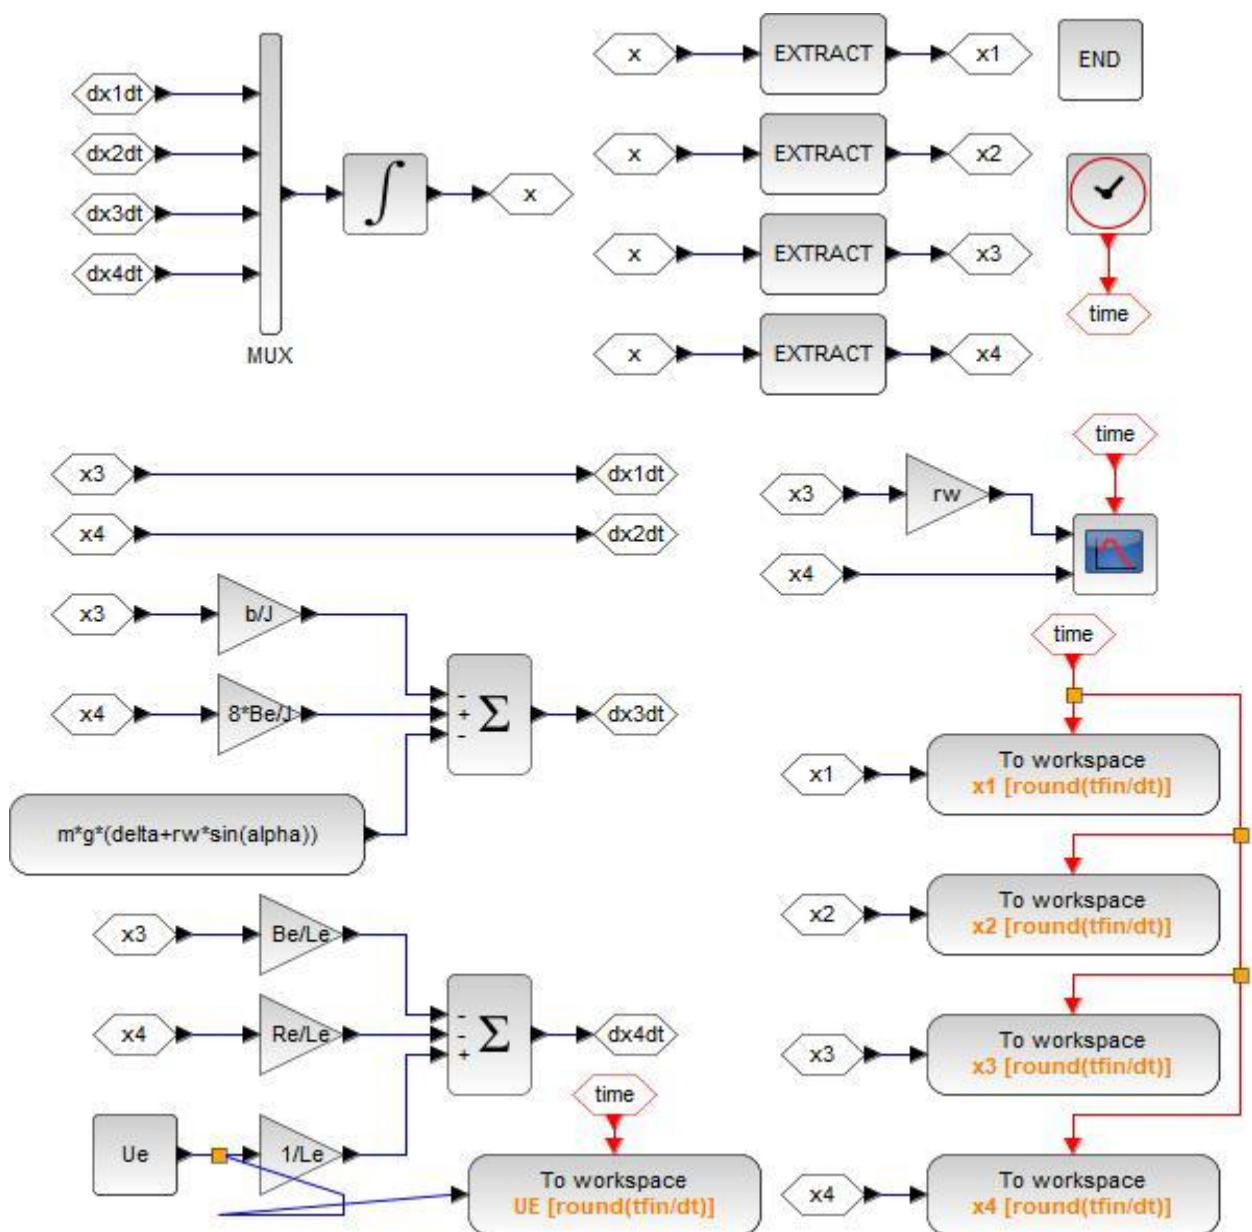 dx1dt
dx2dt
dx3dt
dx4dt
MUX
∫
x
x
EXTRACT
x1
x
EXTRACT
x2
x
EXTRACT
x3
x
EXTRACT
x4
END
time
x3
dx1dt
x4
dx2dt
x3
b/J
x4
8*Be/J
m*g*(delta+rw*sin(alpha))
-
+
-
Σ
dx3dt
x3
Be/Le
x4
Re/Le
Ue
1/Le
-
-
+
Σ
dx4dt
time
To workspace
UE [round(tfin/dt)]
time
x3
rw
x4
time
x1
To workspace
x1 [round(tfin/dt)]
x2
To workspace
x2 [round(tfin/dt)]
x3
To workspace
x3 [round(tfin/dt)]
x4
To workspace
x4 [round(tfin/dt)]